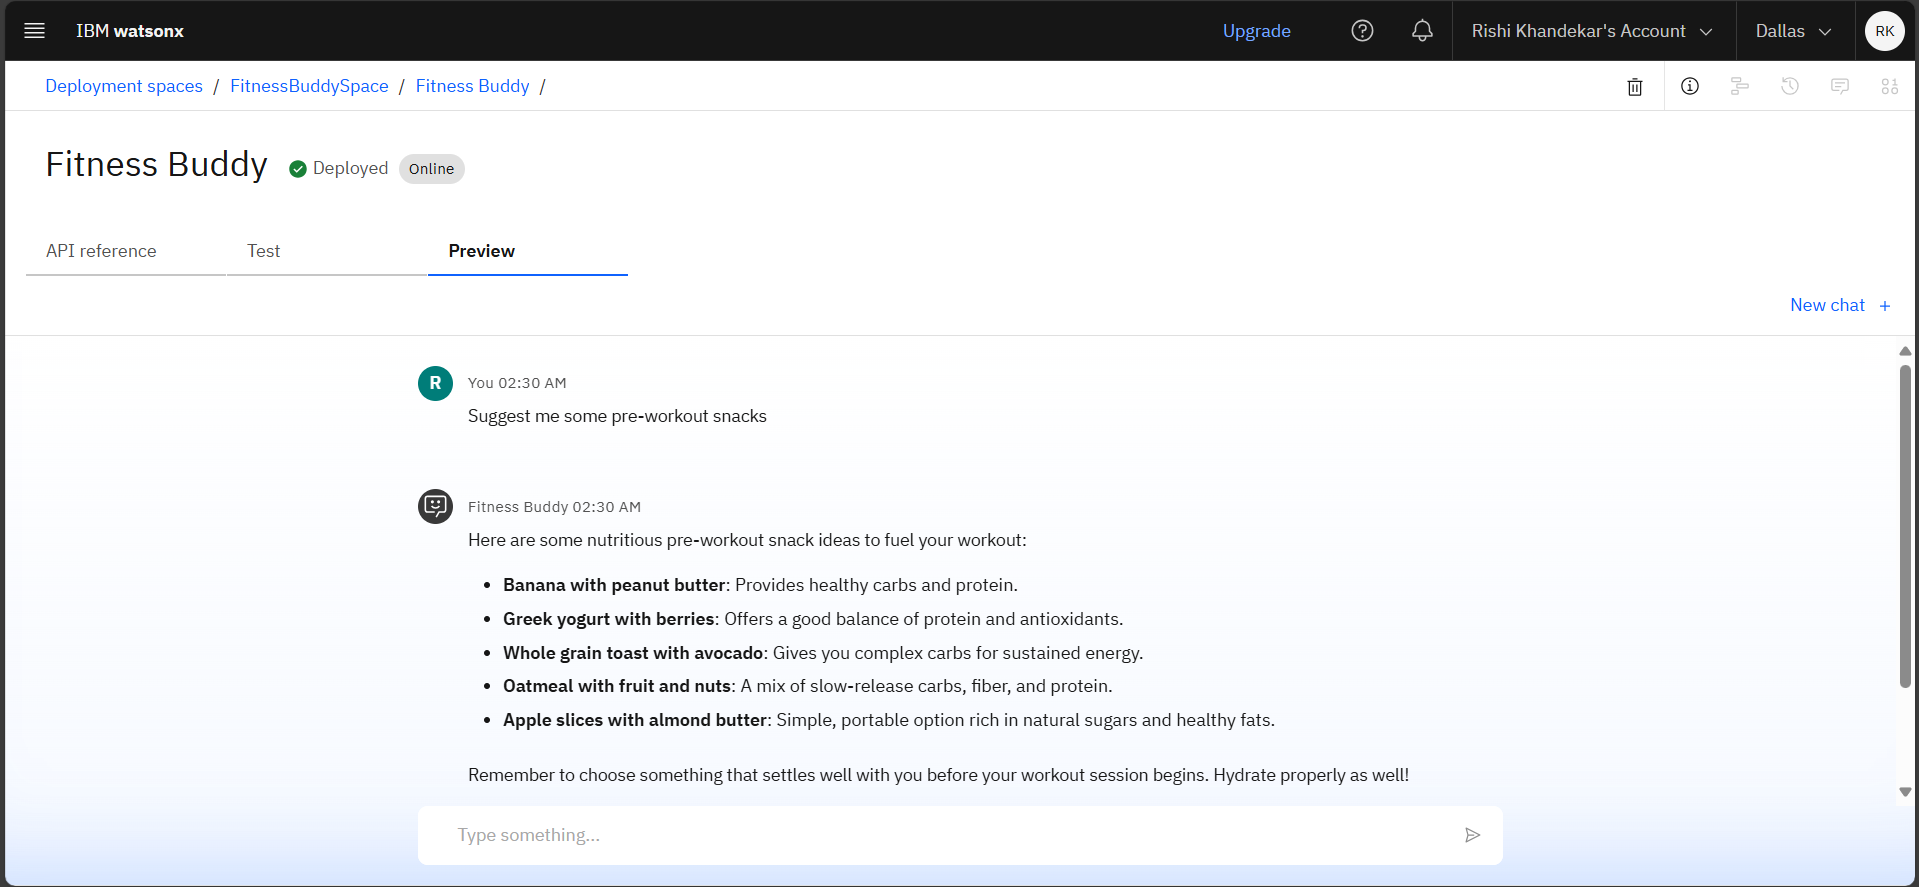 IBM watsonx
Upgrade
Rishi Khandekar's Account
Dallas
RK
Deployment spaces / FitnessBuddySpace / Fitness Buddy /
Fitness Buddy
Deployed
Online
API reference
Test
Preview
New chat +
R
You 02:30 AM
Suggest me some pre-workout snacks
Fitness Buddy 02:30 AM
Here are some nutritious pre-workout snack ideas to fuel your workout:
• Banana with peanut butter: Provides healthy carbs and protein.
• Greek yogurt with berries: Offers a good balance of protein and antioxidants.
• Whole grain toast with avocado: Gives you complex carbs for sustained energy.
• Oatmeal with fruit and nuts: A mix of slow-release carbs, fiber, and protein.
• Apple slices with almond butter: Simple, portable option rich in natural sugars and healthy fats.
Remember to choose something that settles well with you before your workout session begins. Hydrate properly as well!
Type something...